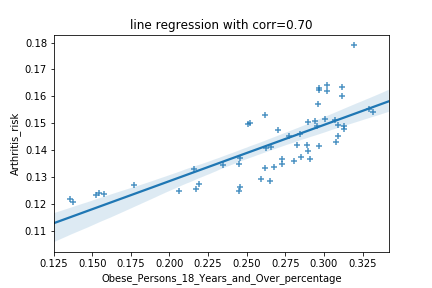 line regression with corr=0.70
0.18
0.17
0.16
0.15
0.14
0.13
0.12
0.11
Arthritis_risk
0.125 0.150 0.175 0.200 0.225 0.250 0.275 0.300 0.325
Obese_Persons_18_Years_and_Over_percentage